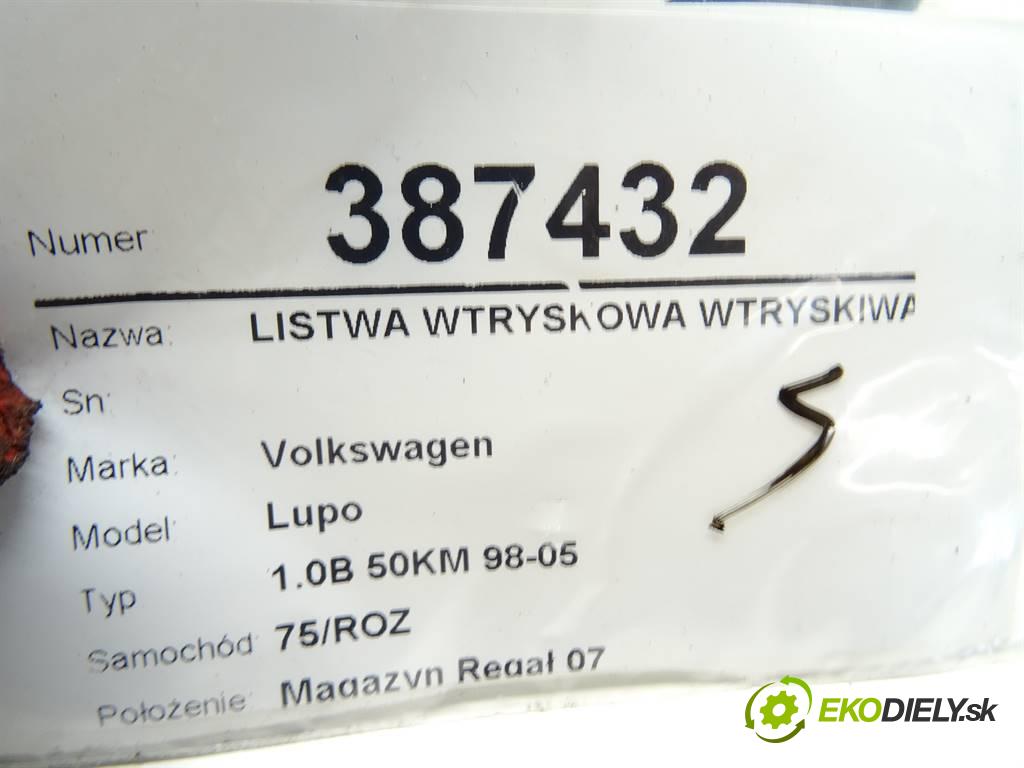 Numer: 387432
Nazwa: LISTWA WTRYSKOWA WTRYSKIWA
Sn:
Marka: Volkswagen
Model: Lupo
Typ 1.0B 50KM 98-05
Samochód 75/ROZ
Położenie: Magazyn Regał 07
S
EKODIELY.sk